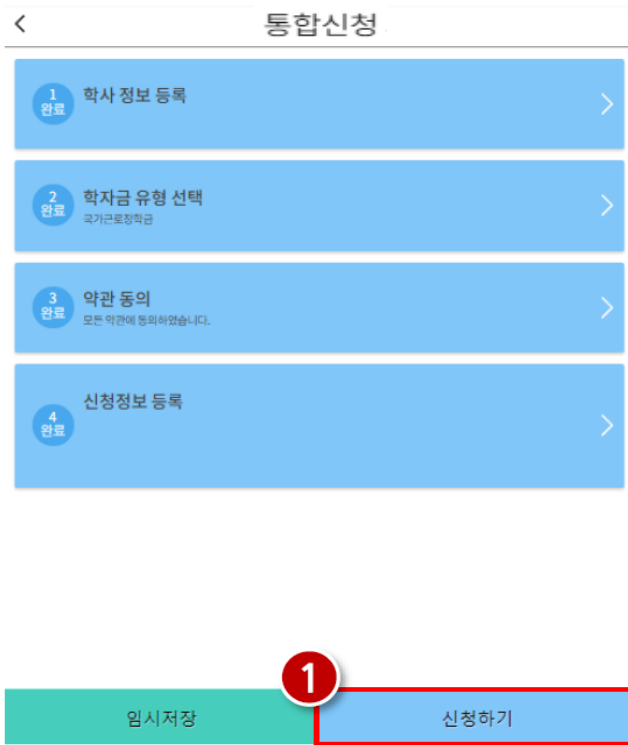 통합신청
1
완료
학사 정보 등록
2
완료
학자금 유형 선택
국가근로장학금
3
완료
약관 동의
모든 약관에 동의하였습니다.
4
완료
신청정보 등록
1
임시저장
신청하기